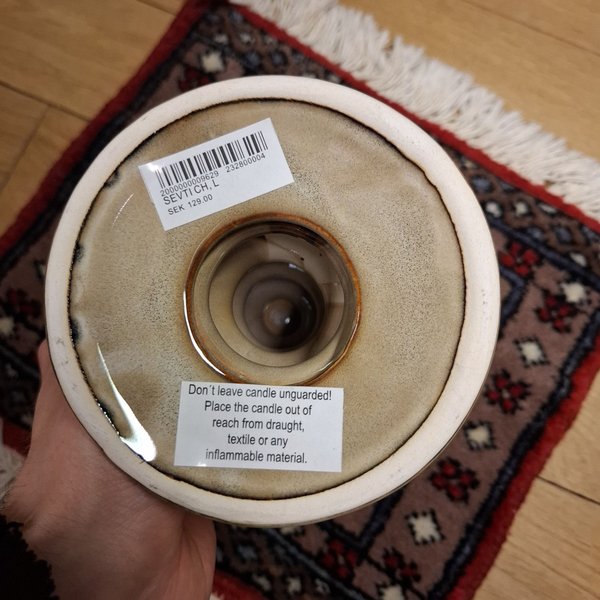 2000000009629 232800004
SEVTI CH, L
SEK 129.00
Don´t leave candle unguarded!
Place the candle out of
reach from draught,
textile or any
inflammable material.